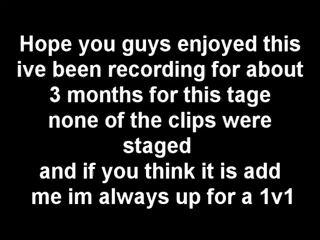 Hope you guys enjoyed this
ive been recording for about
3 months for this tage
none of the clips were
staged
and if you think it is add
me im always up for a 1v1